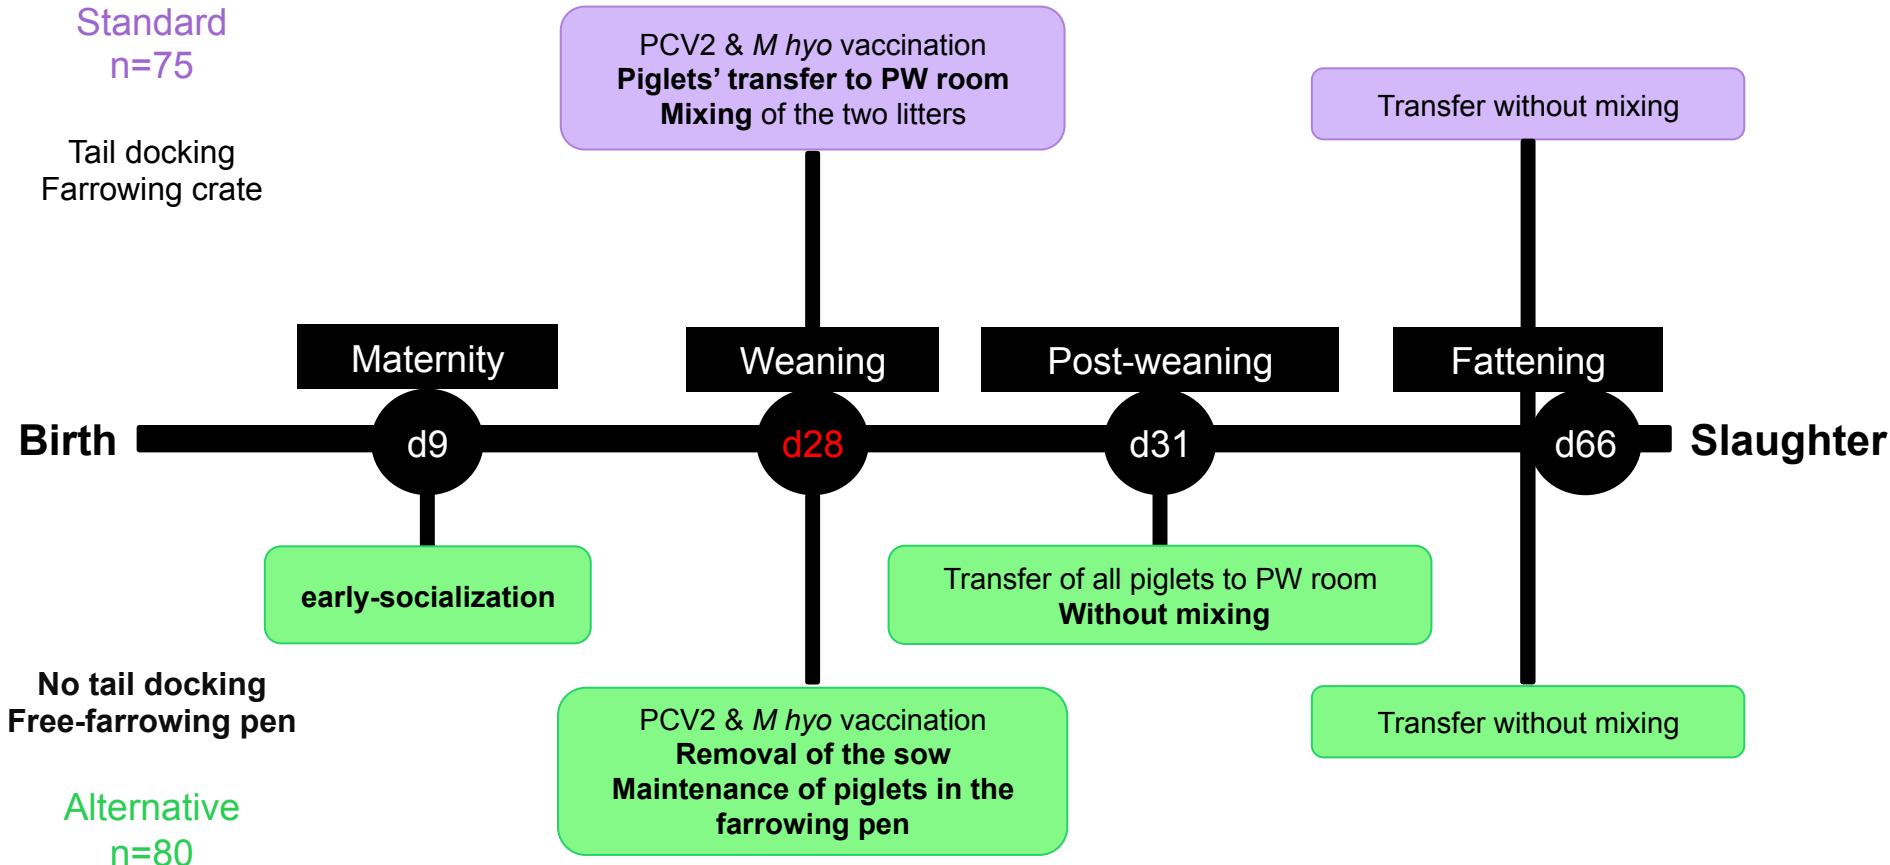 Standard
n=75
Tail docking
Farrowing crate
PCV2 & M hyo vaccination
Piglets’ transfer to PW room
Mixing of the two litters
Transfer without mixing
Maternity
Weaning
Post-weaning
Fattening
Birth
d9
d28
d31
d66
Slaughter
early-socialization
Transfer of all piglets to PW room
Without mixing
No tail docking
Free-farrowing pen
PCV2 & M hyo vaccination
Removal of the sow
Maintenance of piglets in the
farrowing pen
Transfer without mixing
Alternative
n=80